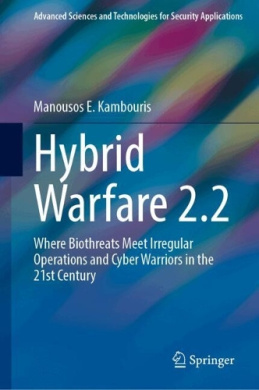 Advanced Sciences and Technologies for Security Applications
Manousos E. Kambouris
Hybrid
Warfare 2.2
Where Biothreats Meet Irregular
Operations and Cyber Warriors in the
21st Century
Springer